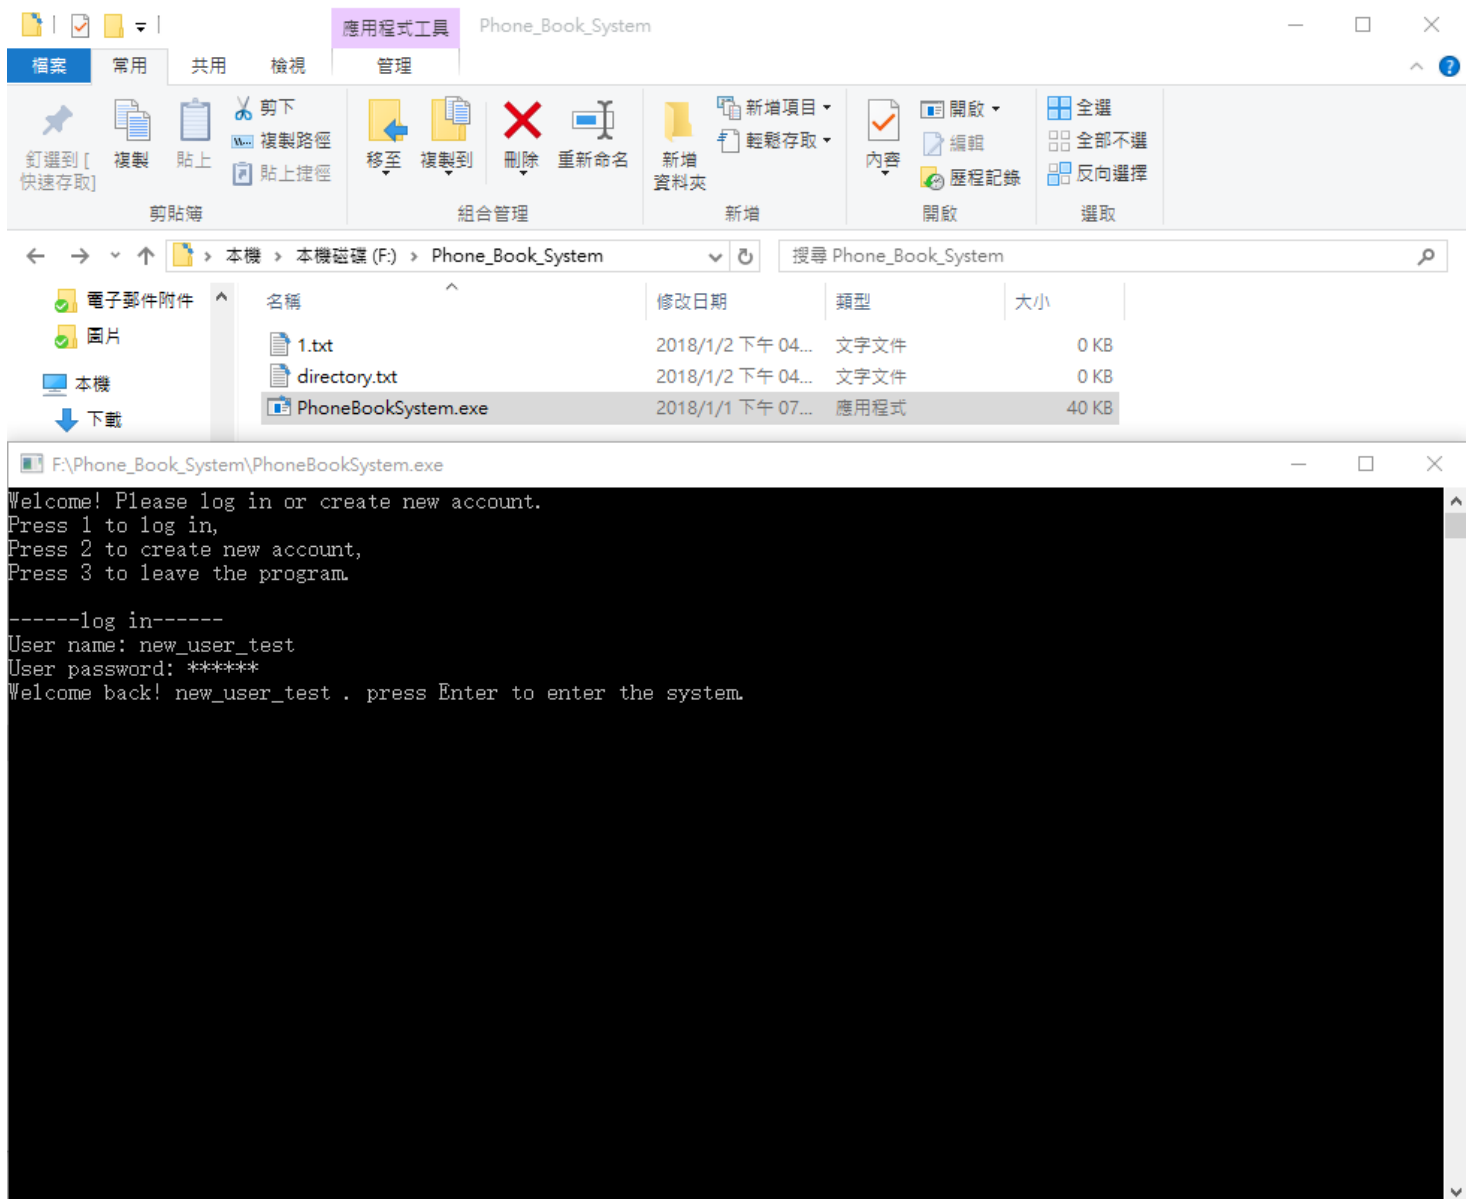 應用程式工具 Phone_Book_System
檔案 常用 共用 檢視 管理
釘選到 [快速存取]
複製
貼上
剪下
複製路徑
貼上捷徑
剪貼簿
移至
複製到
刪除
重新命名
組合管理
新增資料夾
新增項目
輕鬆存取
新增
內容
開啟
編輯
歷程記錄
開啟
全選
全部不選
反向選擇
選取
本機 > 本機磁碟 (F:) > Phone_Book_System
搜尋 Phone_Book_System
電子郵件附件
圖片
本機
下載
名稱 修改日期 類型 大小
1.txt 2018/1/2 下午 04... 文字文件 0 KB
directory.txt 2018/1/2 下午 04... 文字文件 0 KB
PhoneBookSystem.exe 2018/1/1 下午 07... 應用程式 40 KB
F:\Phone_Book_System\PhoneBookSystem.exe
Welcome! Please log in or create new account.
Press 1 to log in,
Press 2 to create new account,
Press 3 to leave the program.
------log in------
User name: new_user_test
User password: ******
Welcome back! new_user_test . press Enter to enter the system.